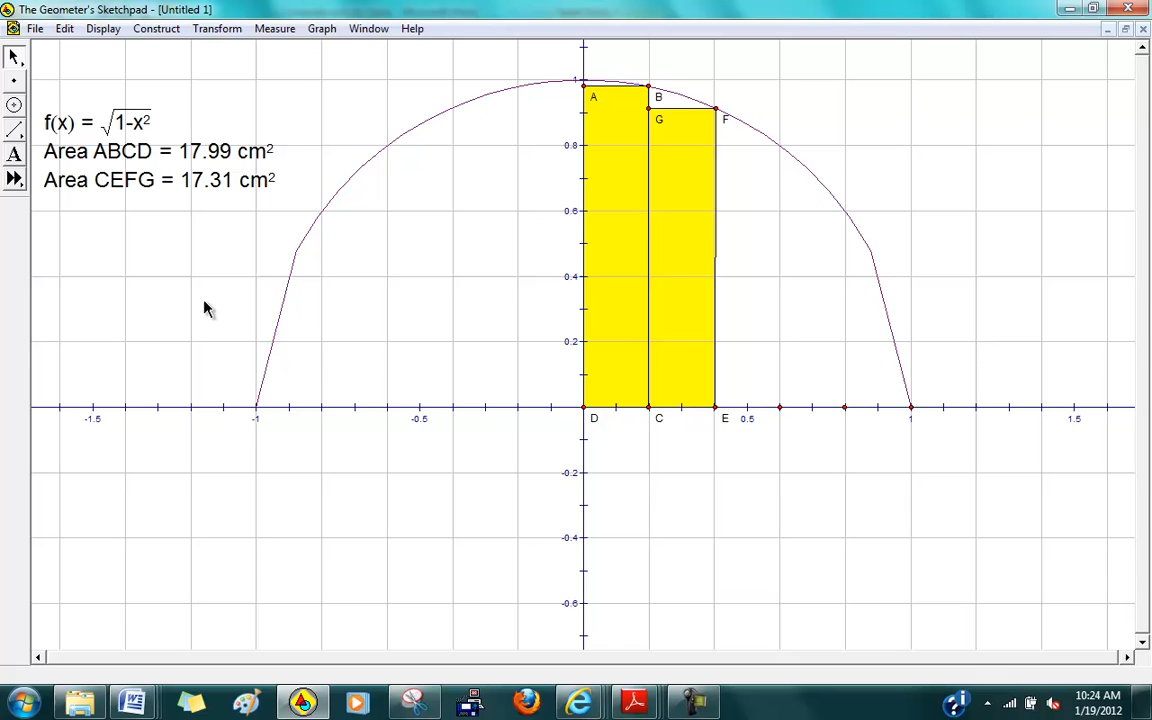 The Geometer's Sketchpad - [Untitled 1]
File Edit Display Construct Transform Measure Graph Window Help
f(x) = √1-x²
Area ABCD = 17.99 cm²
Area CEFG = 17.31 cm²
1
A B
G F
0.8
0.6
0.4
0.2
-1.5 -1 -0.5 D C E 0.5 1 1.5
-0.2
-0.4
-0.6
10:24 AM
1/19/2012